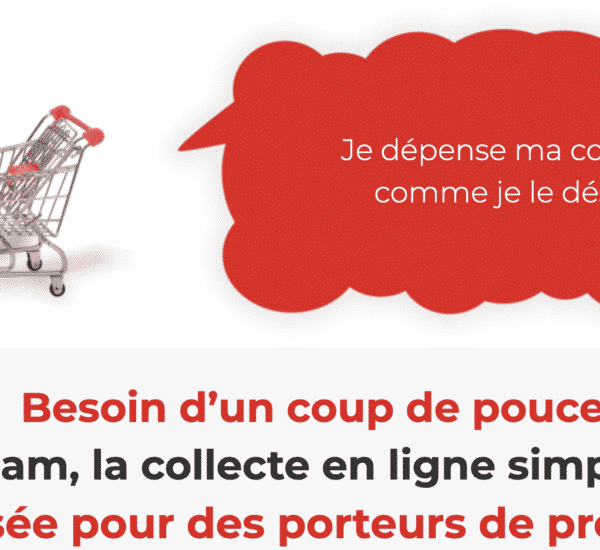 Je dépense ma co
comme je le dés
Besoin d’un coup de pouce
am, la collecte en ligne simp
sée pour des porteurs de pro